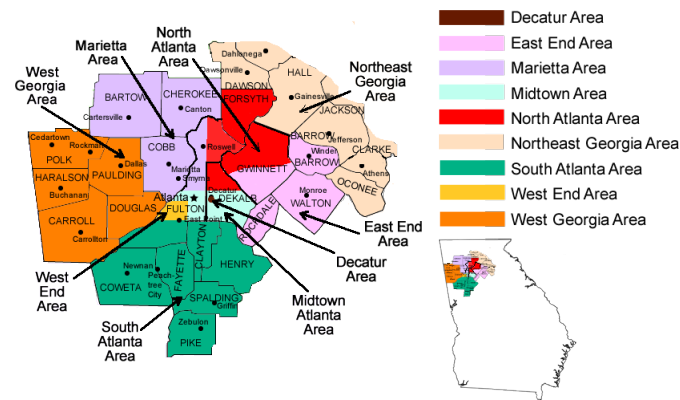 North
Atlanta
Area
Marietta
Area
West
Georgia
Area
Northeast
Georgia
Area
Dahlonega
HALL
Dawsonville
DAWSON
FORSYTH
Gainesville
JACKSON
BARTOW
CHEROKEE
Canton
Cartersville
BARROW
Jefferson
CLARKE
Cedartown
Rockmart
POLK
COBB
Roswell
Winder
BARROW
Athens
Dallas
PAULDING
Marietta
Smyrna
GWINNETT
OCONEE
HARALSON
Buchanan
Monroe
WALTON
Atlanta
Decatur
DEKALB
DOUGLAS
FULTON
East Point
ROCKDALE
CARROLL
Carrollton
CLAYTON
FAYETTE
HENRY
Newnan
Peach-
tree
City
COWETA
SPALDING
Griffin
Zebulon
PIKE
East End
Area
Decatur
Area
West
End
Area
Midtown
Atlanta
Area
South
Atlanta
Area
Decatur Area
East End Area
Marietta Area
Midtown Area
North Atlanta Area
Northeast Georgia Area
South Atlanta Area
West End Area
West Georgia Area